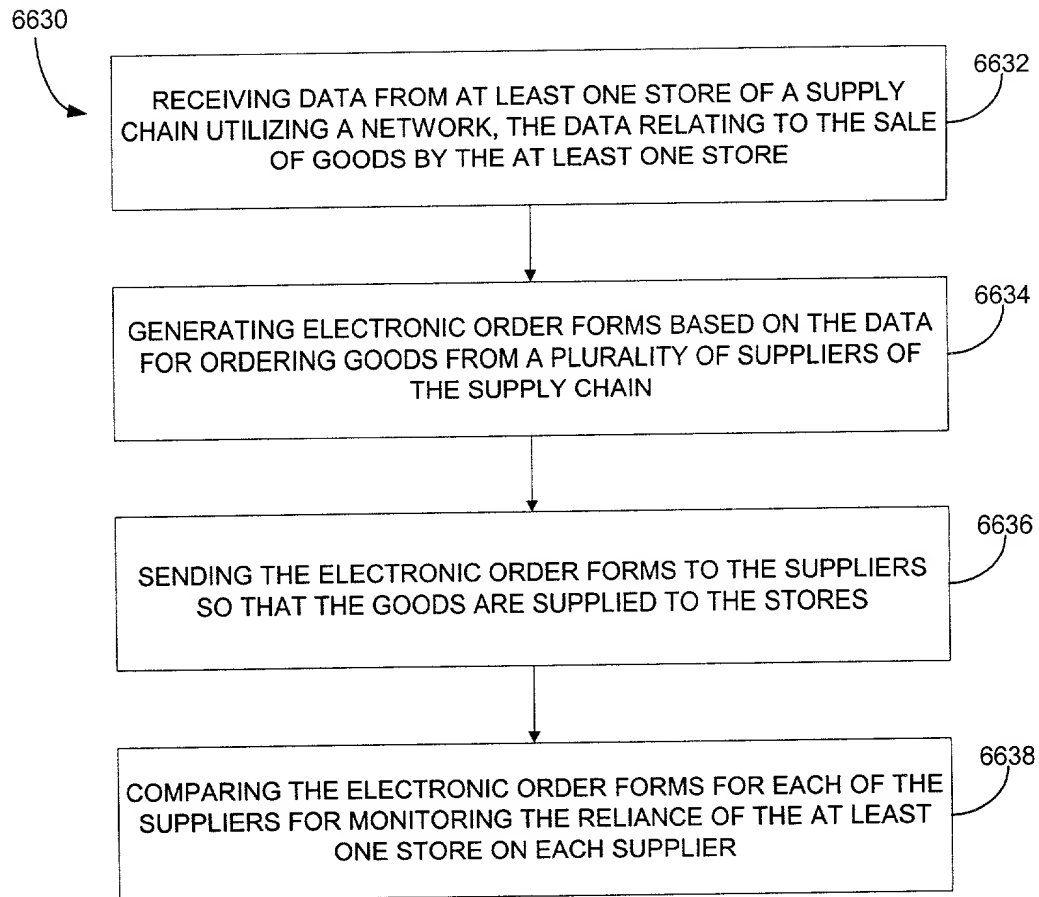 6630
6632
RECEIVING DATA FROM AT LEAST ONE STORE OF A SUPPLY
CHAIN UTILIZING A NETWORK, THE DATA RELATING TO THE SALE
OF GOODS BY THE AT LEAST ONE STORE
6634
GENERATING ELECTRONIC ORDER FORMS BASED ON THE DATA
FOR ORDERING GOODS FROM A PLURALITY OF SUPPLIERS OF
THE SUPPLY CHAIN
6636
SENDING THE ELECTRONIC ORDER FORMS TO THE SUPPLIERS
SO THAT THE GOODS ARE SUPPLIED TO THE STORES
6638
COMPARING THE ELECTRONIC ORDER FORMS FOR EACH OF THE
SUPPLIERS FOR MONITORING THE RELIANCE OF THE AT LEAST
ONE STORE ON EACH SUPPLIER